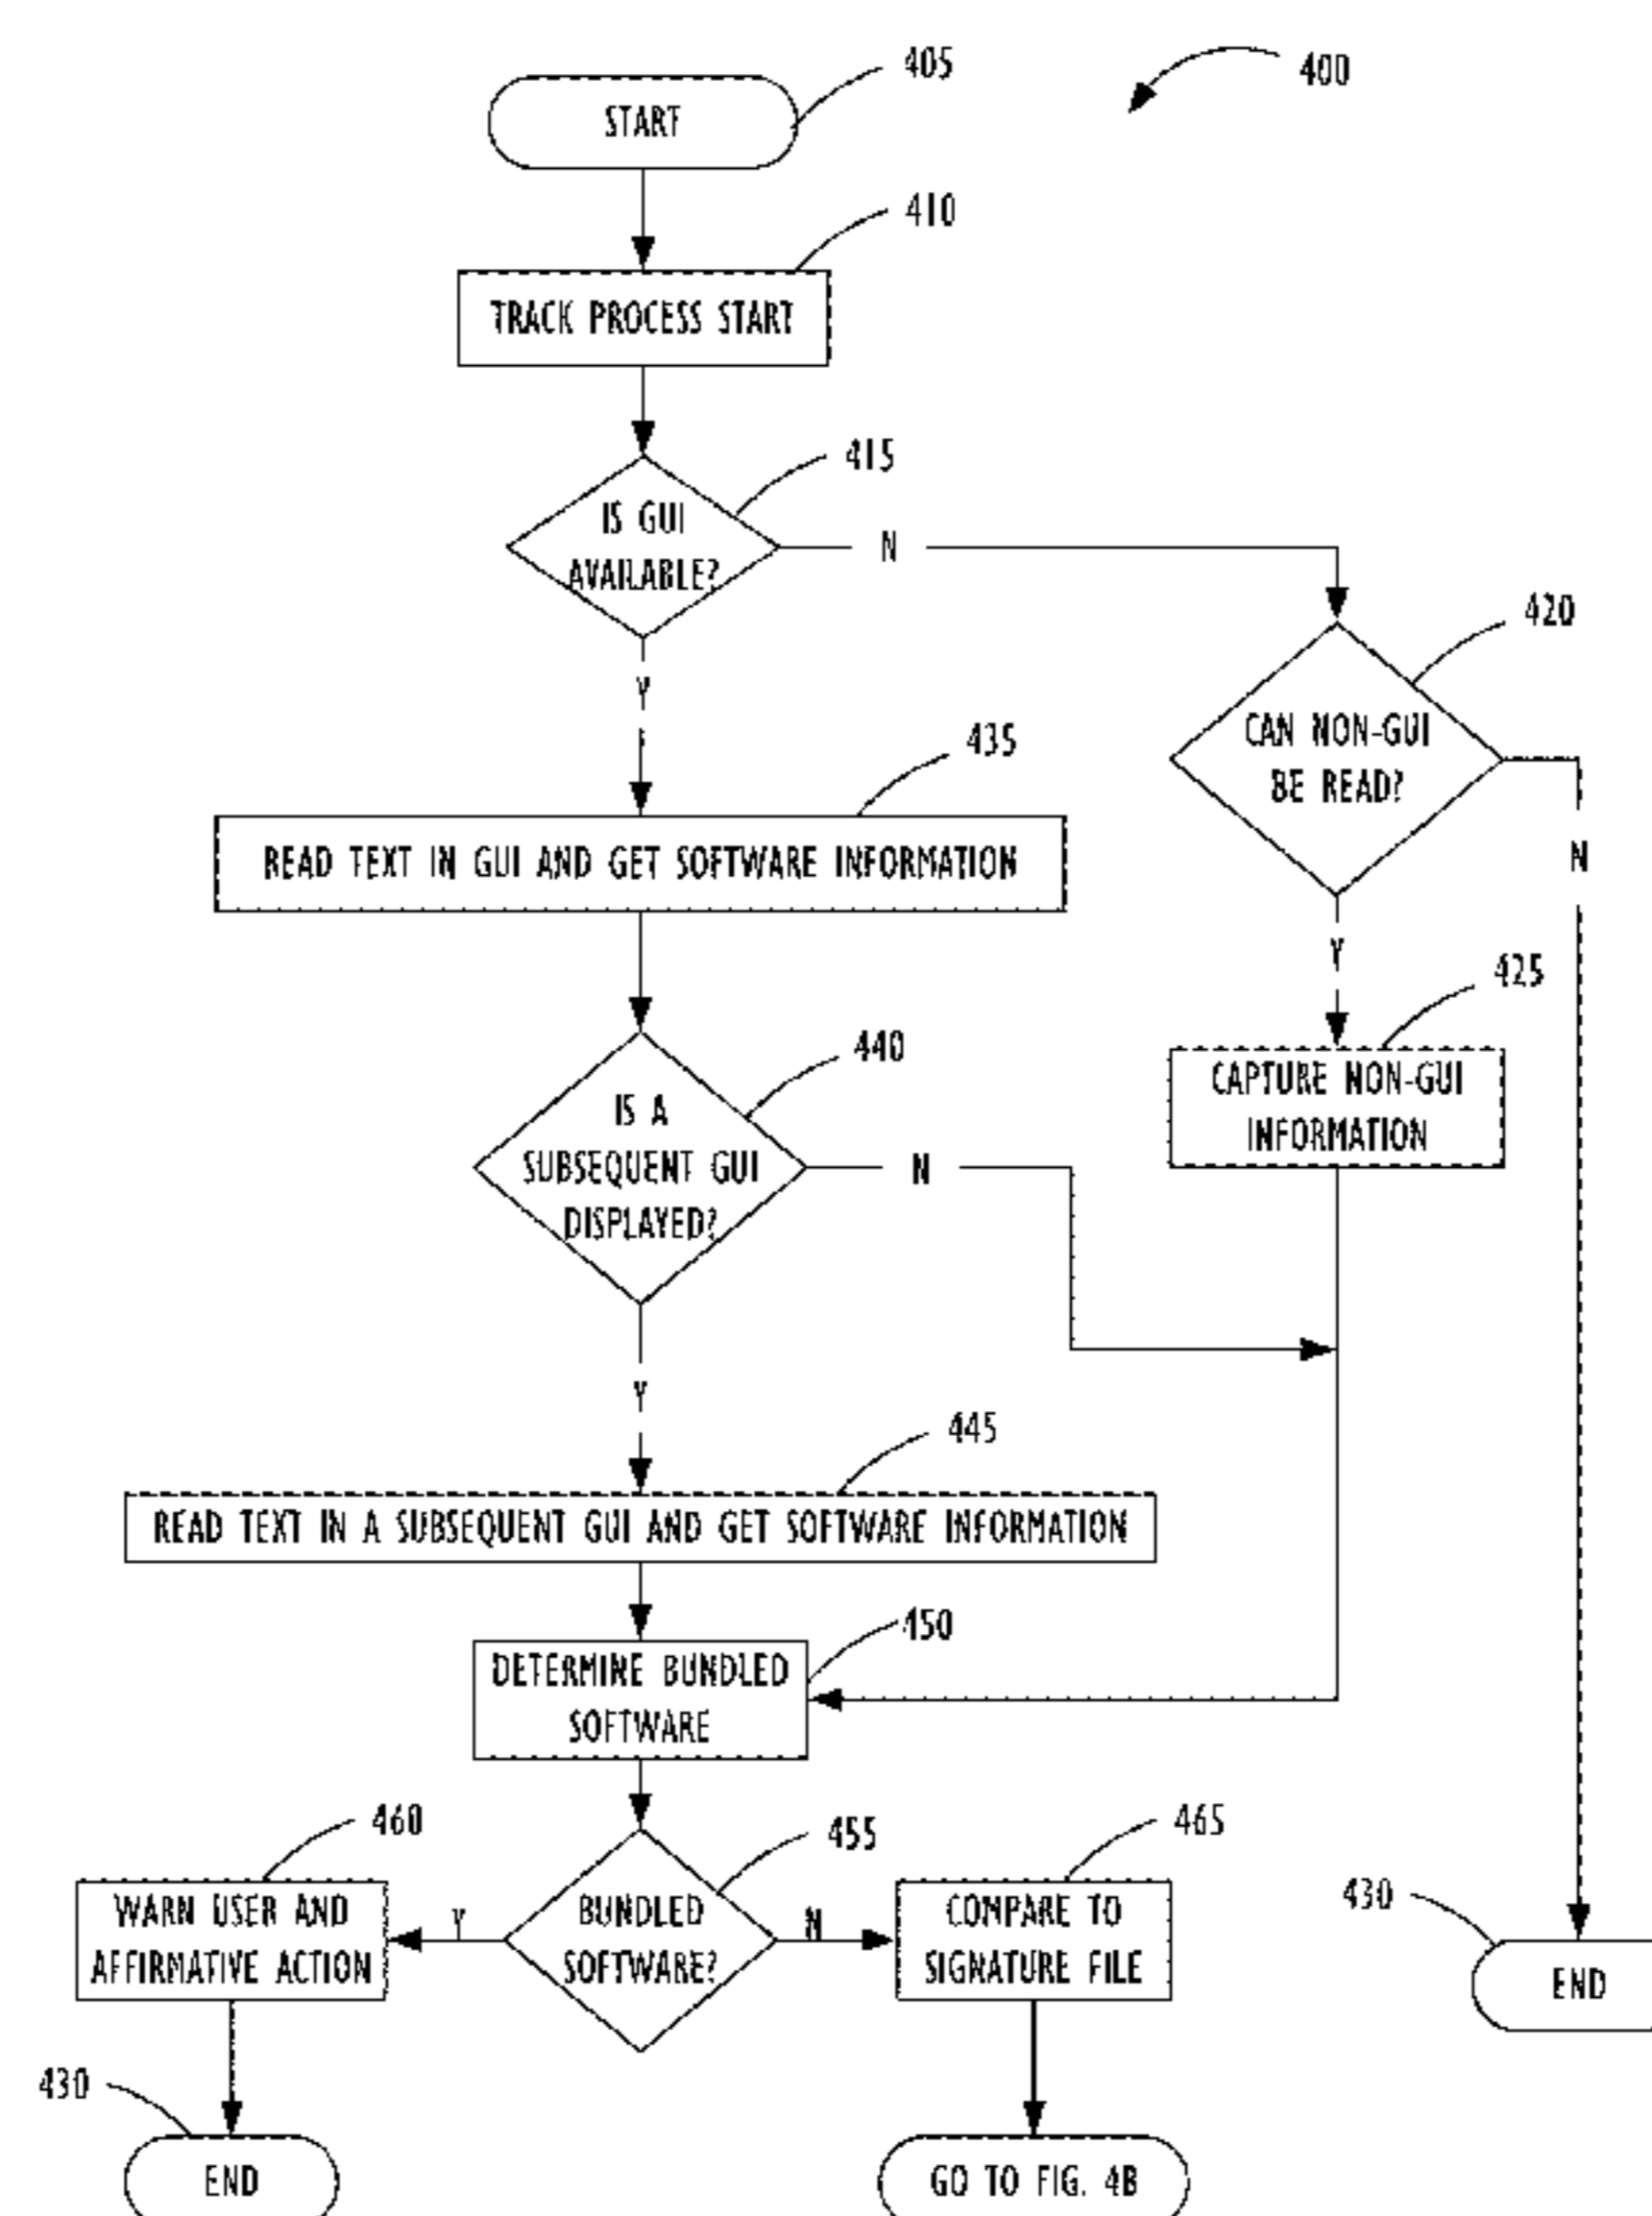 405
400
START
410
TRACK PROCESS START
415
IS GUI
AVAILABLE?
N
420
Y
CAN NON-GUI
BE READ?
435
N
READ TEXT IN GUI AND GET SOFTWARE INFORMATION
Y
425
440
CAPTURE NON-GUI
INFORMATION
IS A
SUBSEQUENT GUI
DISPLAYED?
N
Y
445
READ TEXT IN A SUBSEQUENT GUI AND GET SOFTWARE INFORMATION
450
DETERMINE BUNDLED
SOFTWARE
460
455
465
WARN USER AND
AFFIRMATIVE ACTION
Y
BUNDLED
SOFTWARE?
N
COMPARE TO
SIGNATURE FILE
430
END
430
END
GO TO FIG. 4B